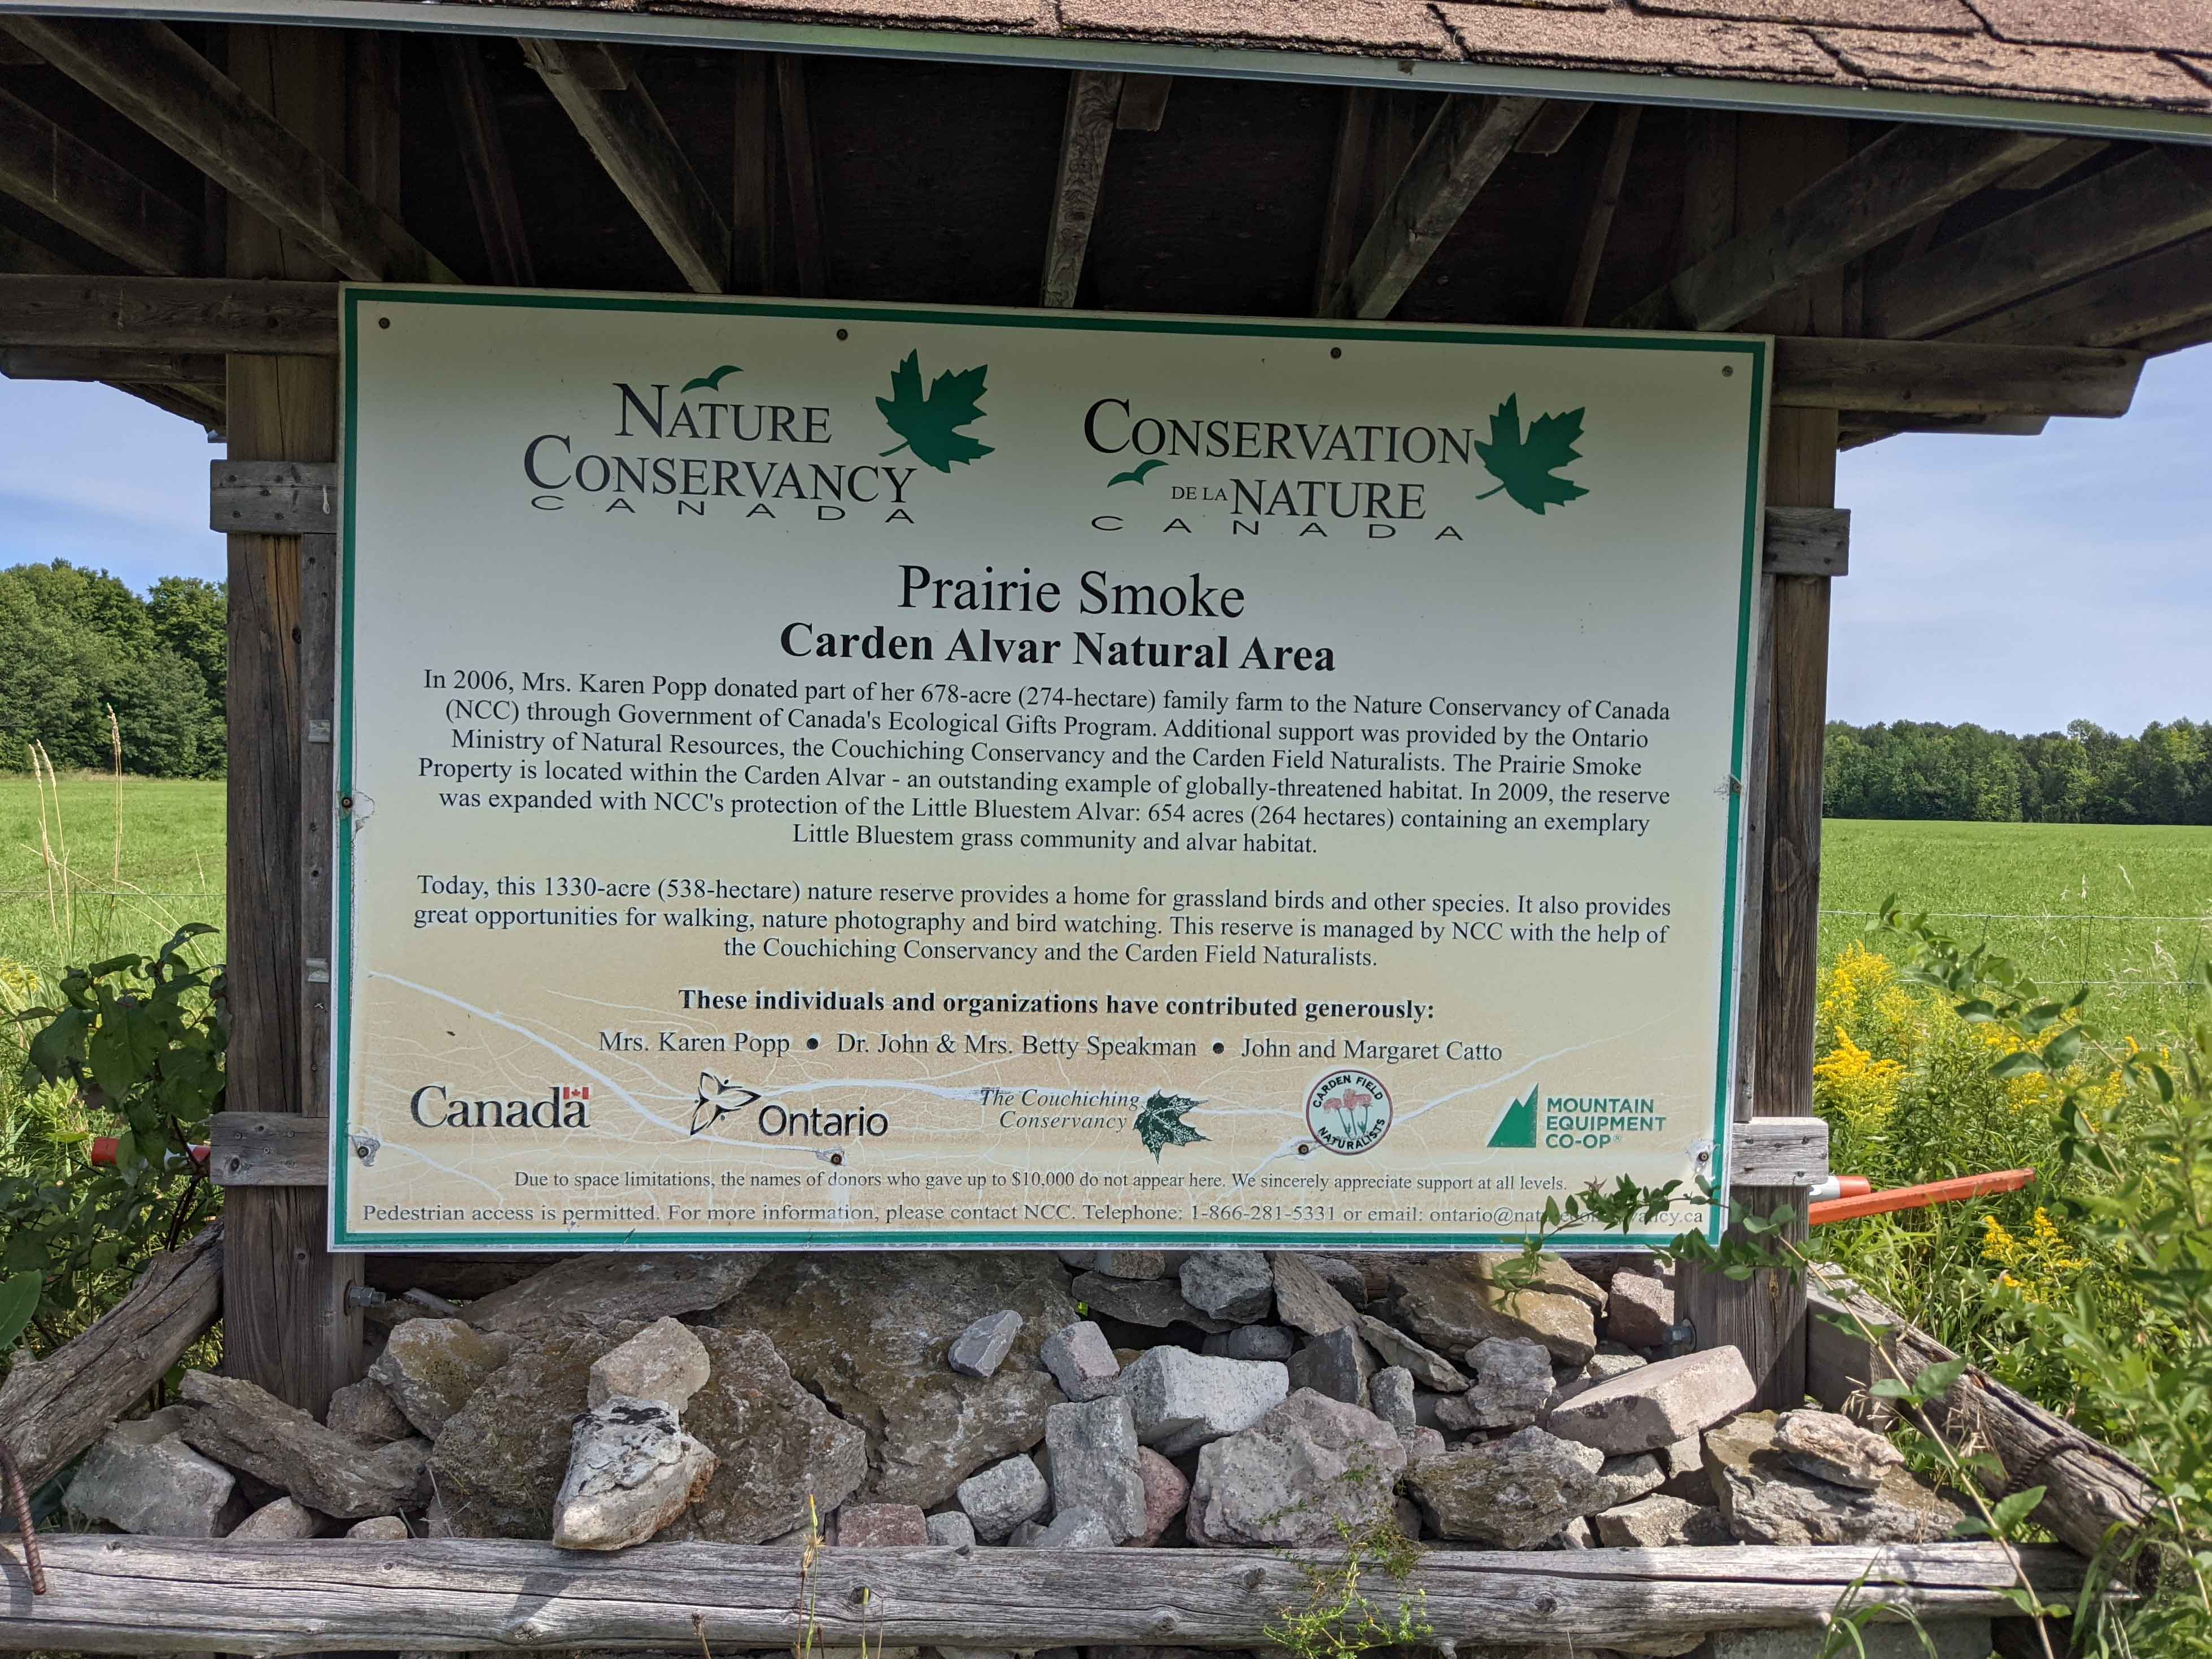 NATURE
CONSERVANCY
CANADA
CONSERVATION
DE LA NATURE
CANADA
Prairie Smoke
Carden Alvar Natural Area
In 2006, Mrs. Karen Popp donated part of her 678-acre (274-hectare) family farm to the Nature Conservancy of Canada
(NCC) through Government of Canada's Ecological Gifts Program. Additional support was provided by the Ontario
Ministry of Natural Resources, the Couchiching Conservancy and the Carden Field Naturalists. The Prairie Smoke
Property is located within the Carden Alvar - an outstanding example of globally-threatened habitat. In 2009, the reserve
was expanded with NCC's protection of the Little Bluestem Alvar: 654 acres (264 hectares) containing an exemplary
Little Bluestem grass community and alvar habitat.
Today, this 1330-acre (538-hectare) nature reserve provides a home for grassland birds and other species. It also provides
great opportunities for walking, nature photography and bird watching. This reserve is managed by NCC with the help of
the Couchiching Conservancy and the Carden Field Naturalists.
These individuals and organizations have contributed generously:
Mrs. Karen Popp • Dr. John & Mrs. Betty Speakman • John and Margaret Catto
Canada
Ontario
The Couchiching
Conservancy
CARDEN FIELD
NATURALISTS
MOUNTAIN
EQUIPMENT
CO-OP®
Due to space limitations, the names of donors who gave up to $10,000 do not appear here. We sincerely appreciate support at all levels.
Pedestrian access is permitted. For more information, please contact NCC. Telephone: 1-866-281-5331 or email: